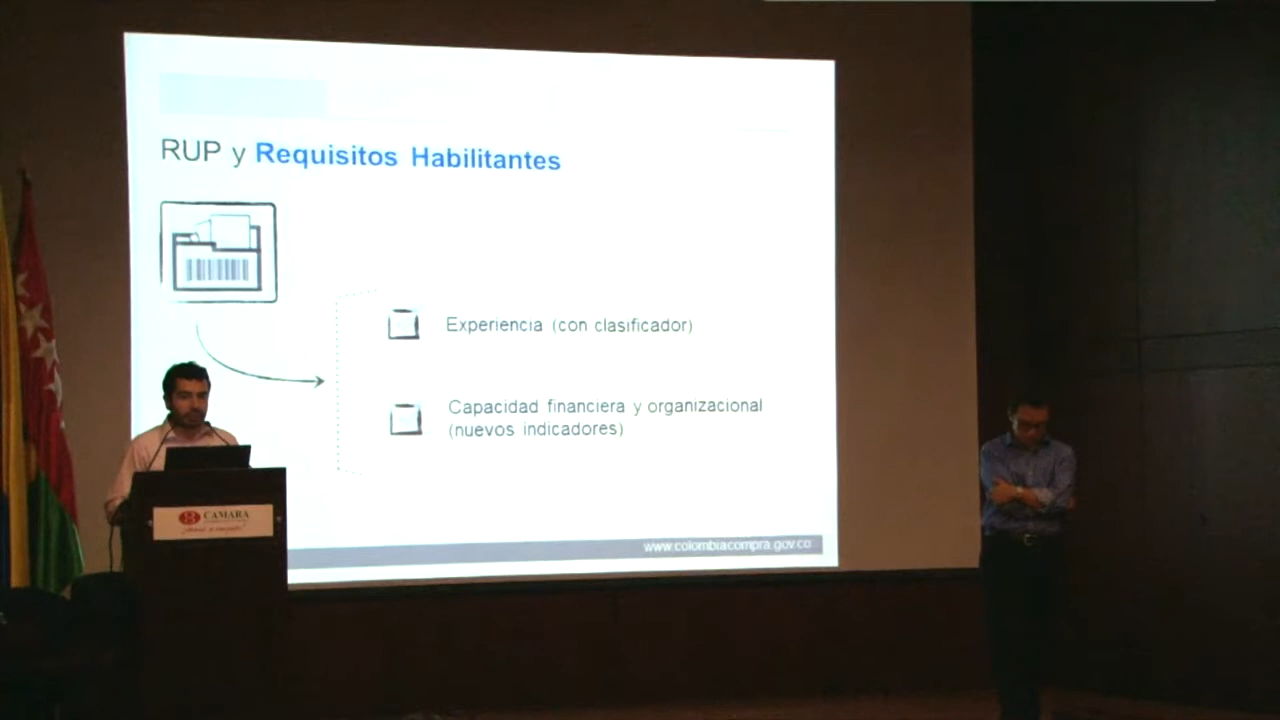 RUP y Requisitos Habilitantes
Experiencia (con clasificador)
Capacidad financiera y organizacional
(nuevos indicadores)
www.colombiacompra.gov.co
CAMARA